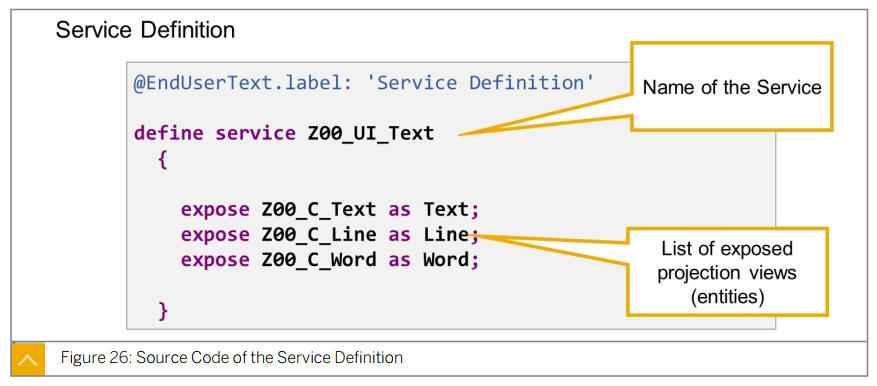 Service Definition
@EndUserText.label: 'Service Definition'
Name of the Service
define service Z00_UI_Text
{
expose Z00_C_Text as Text;
expose Z00_C_Line as Line;
expose Z00_C_Word as Word;
List of exposed
projection views
(entities)
}
Figure 26: Source Code of the Service Definition